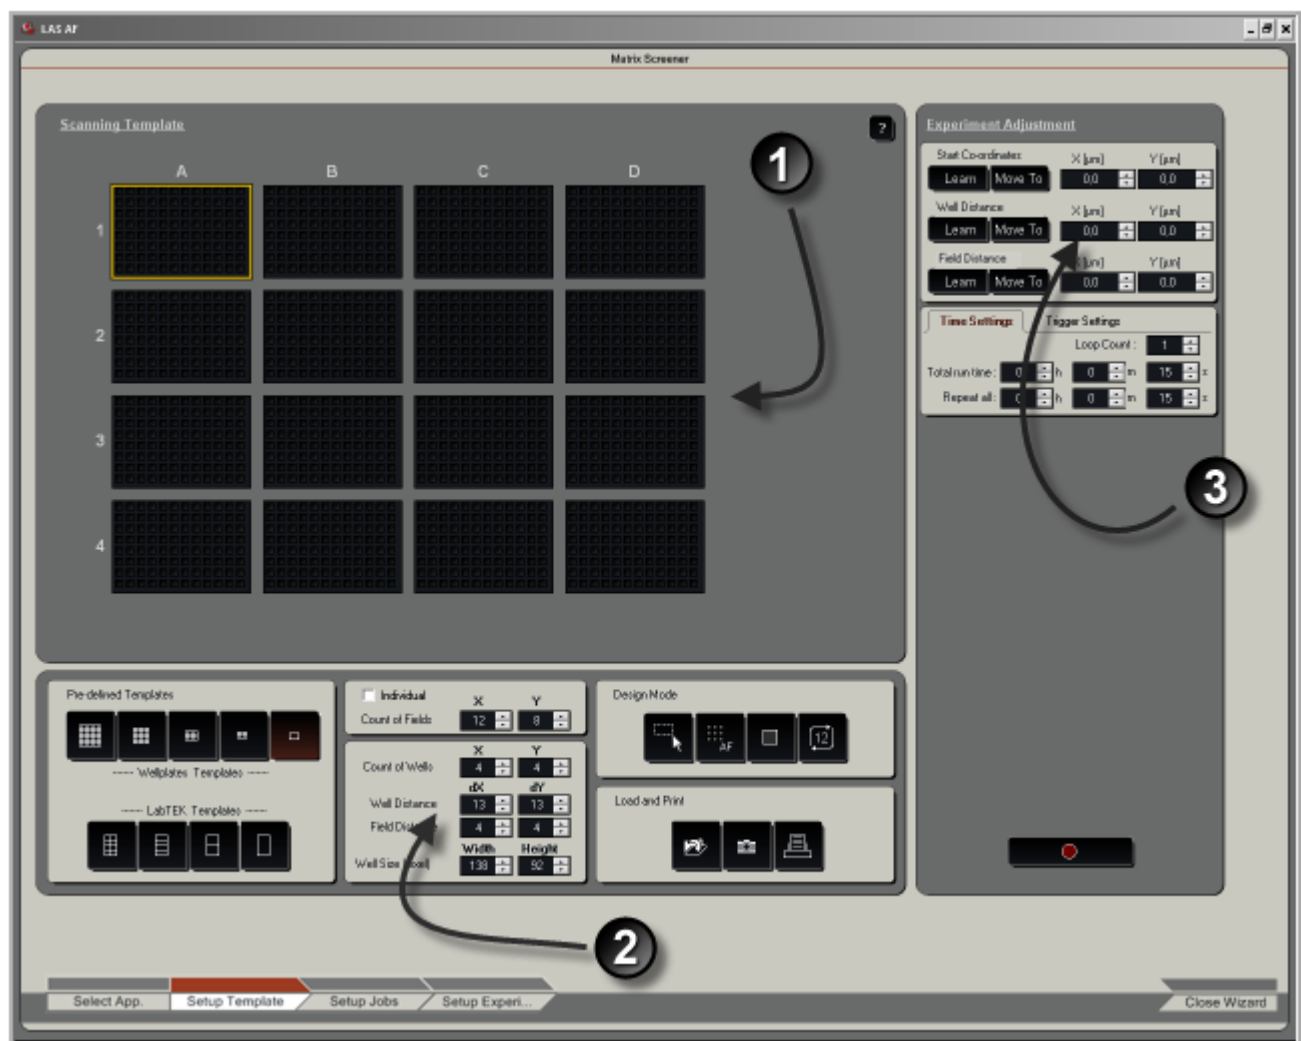 LAS AF
Matrix Screener
Scanning Template
?
A B C D
1
2
3
4
1
Experiment Adjustment
Start Co-ordinates X [µm] Y [µm]
Learn Move To 0,0 0,0
Well Distance X [µm] Y [µm]
Learn Move To 0,0 0,0
Field Distance [µm] Y [µm]
Learn Move To 0,0 0,0
Time Settings Trigger Settings
Loop Count : 1
Total run time : 0 h 0 m 15 s
Repeat all : h 0 m 15 s
3
Pre-defined Templates
----- Wellplates Templates -----
----- LabTEK Templates -----
Individual X Y
Count of Fields 12 8
X Y
Count of Wells 4 4
dX dY
Well Distance 13 13
Field 4 4
Width Height
Well Size 138 92
Design Mode
AF 12
Load and Print
2
Select App. Setup Template Setup Jobs Setup Experi... Close Wizard